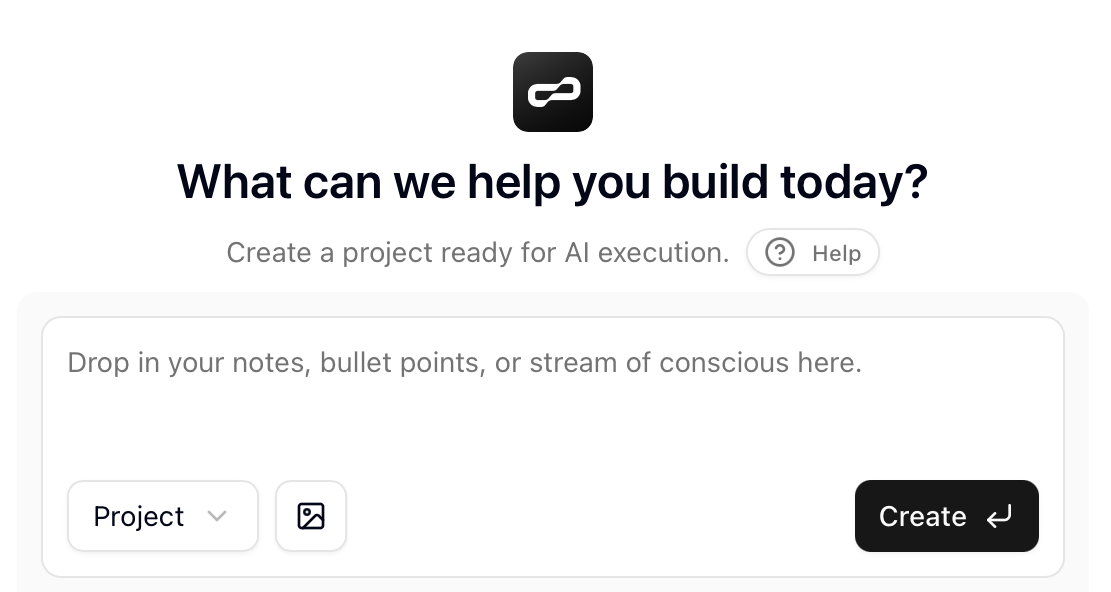 What can we help you build today?
Create a project ready for AI execution. Help
Drop in your notes, bullet points, or stream of conscious here.
Project Create